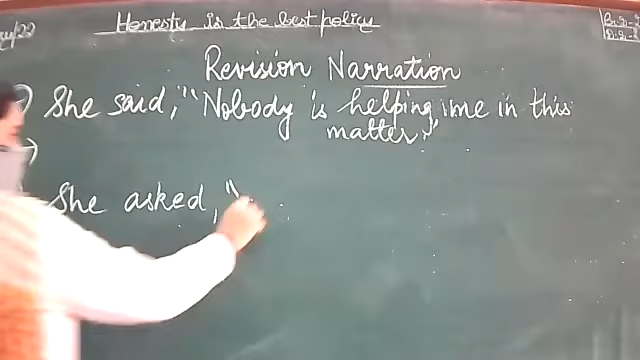 Honesty is the best policy
Revision Narration
She said, "Nobody is helping me in this
matter."
She asked, "